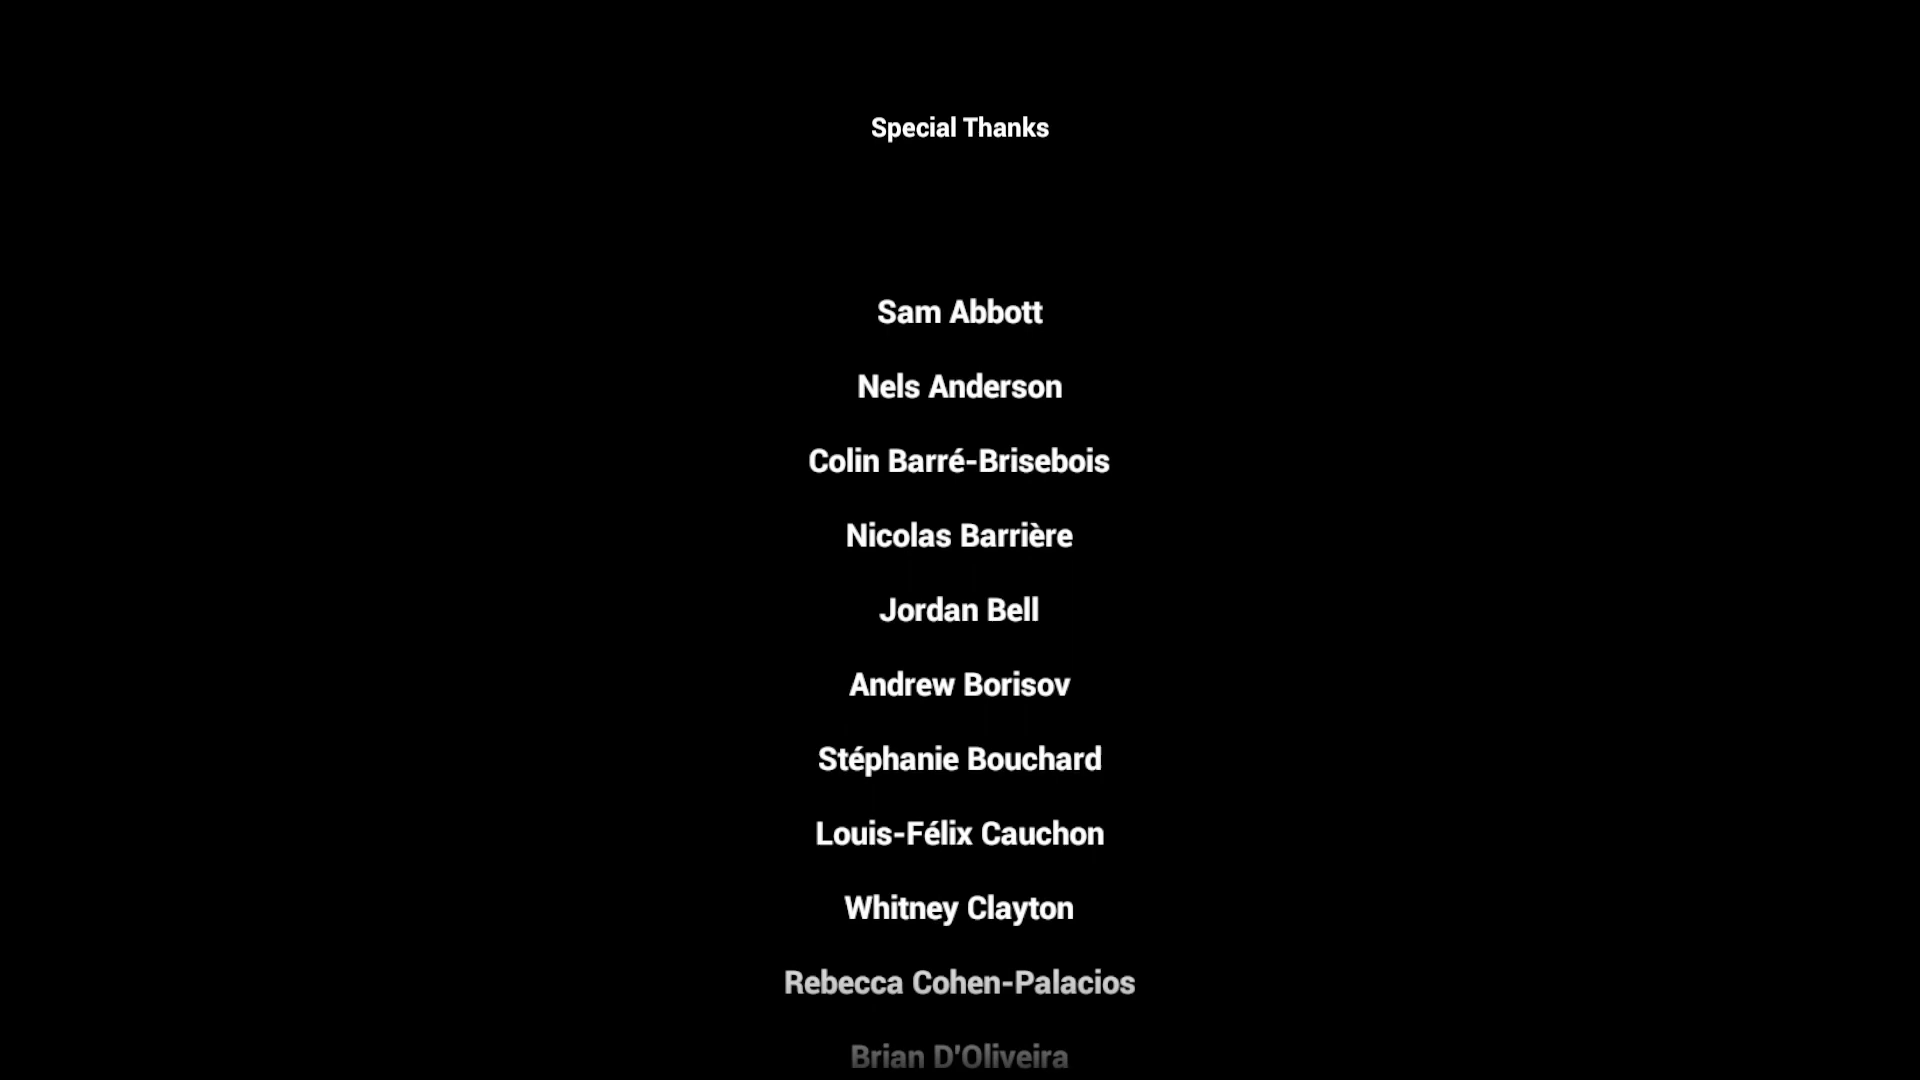 Special Thanks
Sam Abbott
Nels Anderson
Colin Barré-Brisebois
Nicolas Barrière
Jordan Bell
Andrew Borisov
Stéphanie Bouchard
Louis-Félix Cauchon
Whitney Clayton
Rebecca Cohen-Palacios
Brian D'Oliveira